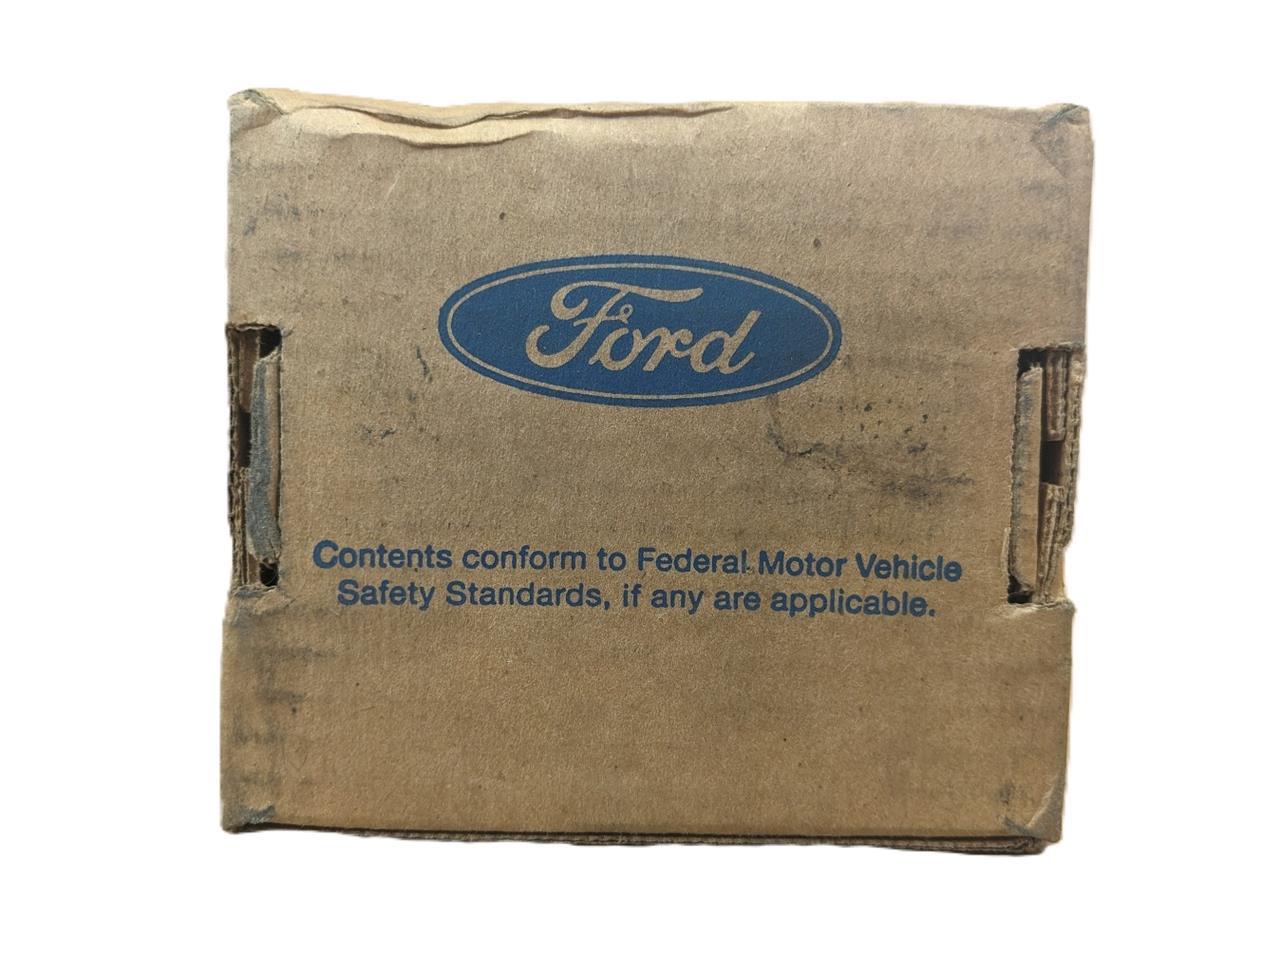 Ford
Contents conform to Federal Motor Vehicle
Safety Standards, if any are applicable.